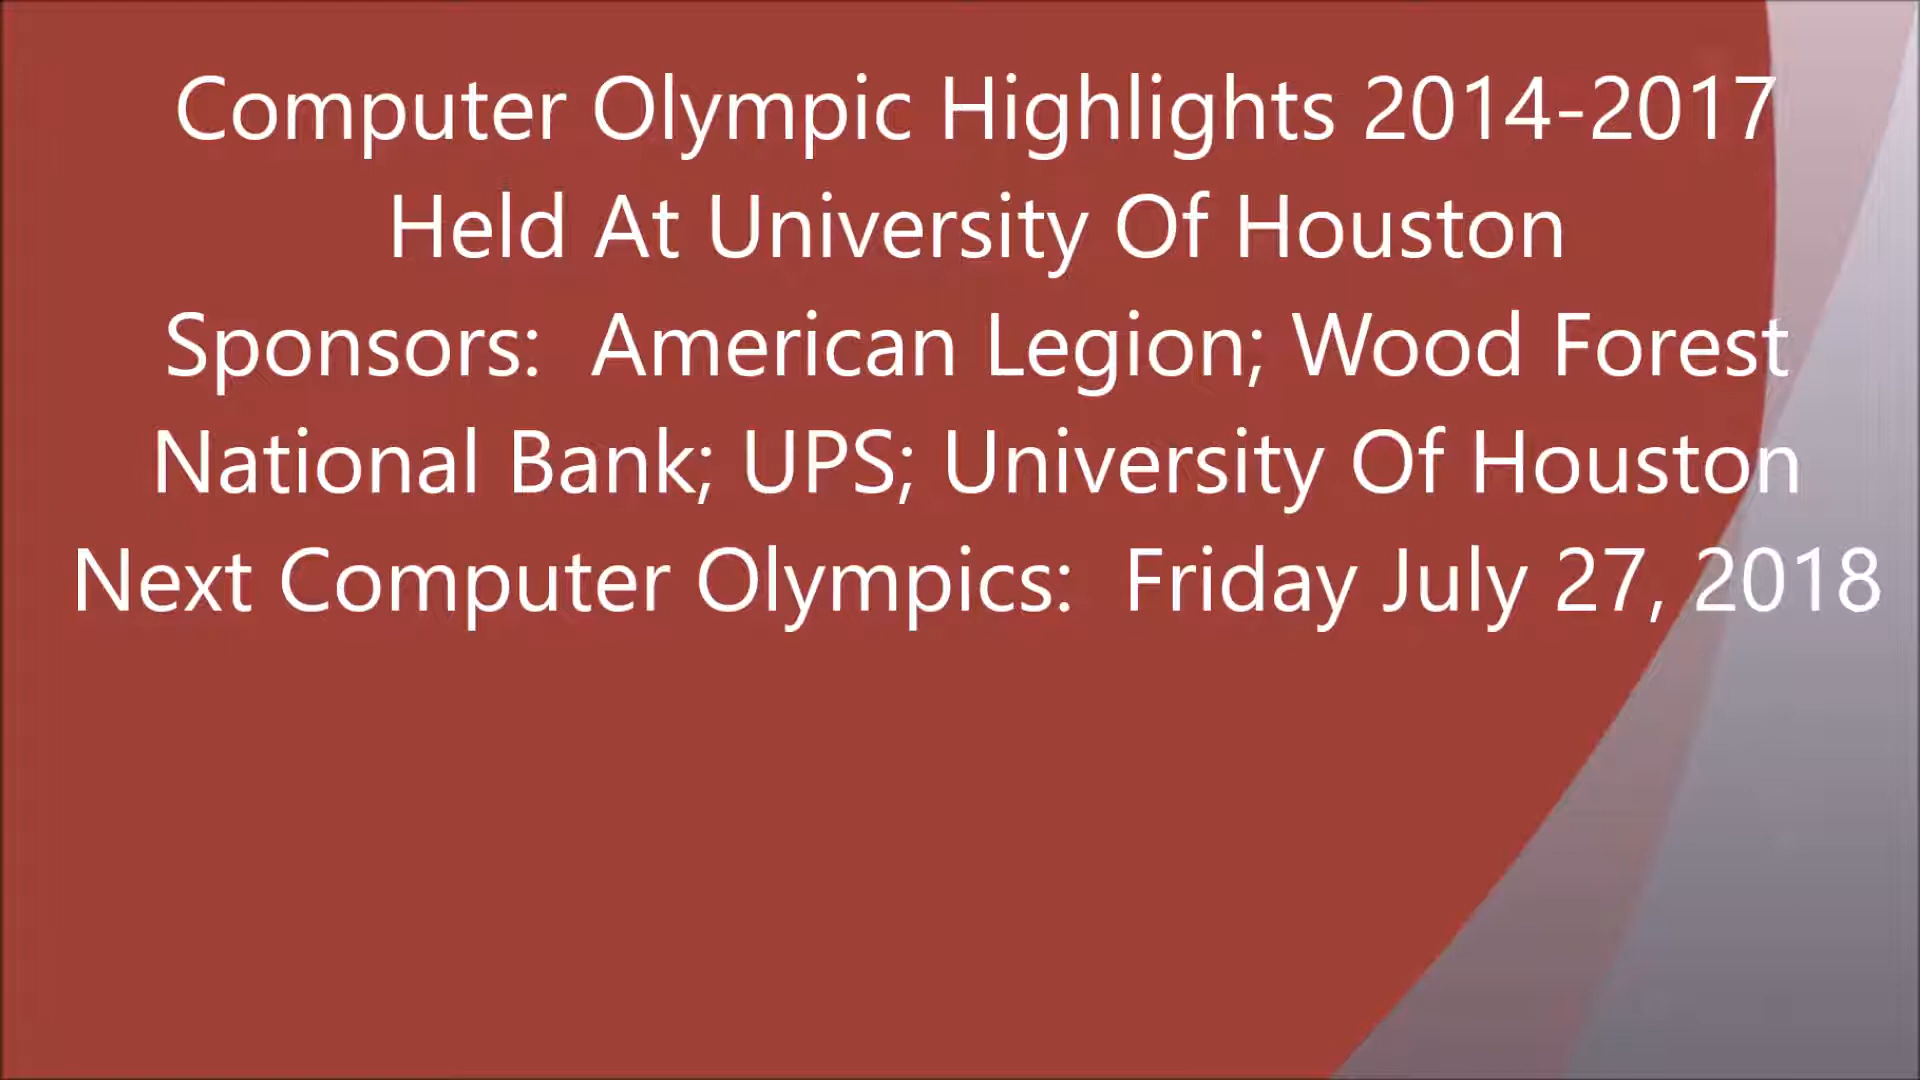 Computer Olympic Highlights 2014-2017
Held At University Of Houston
Sponsors:  American Legion; Wood Forest
National Bank; UPS; University Of Houston
Next Computer Olympics:  Friday July 27, 2018